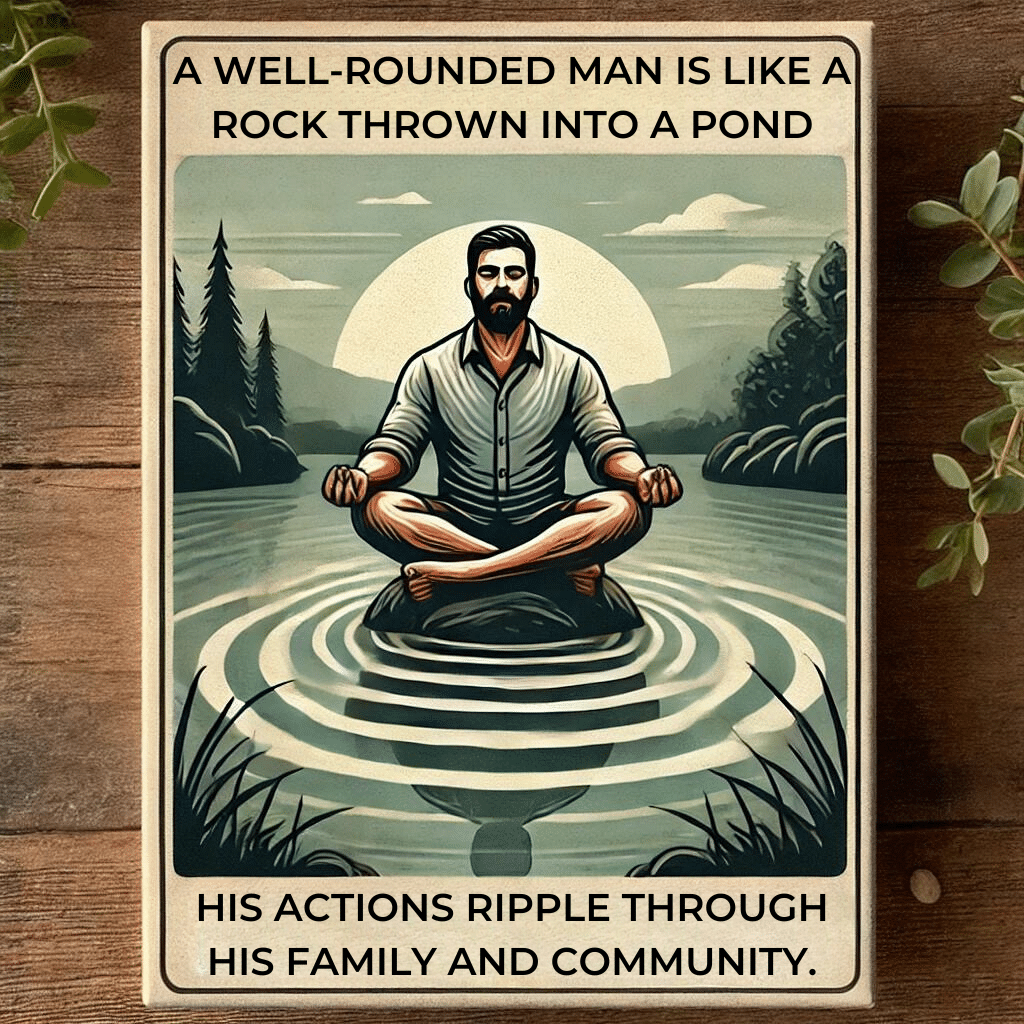 A WELL-ROUNDED MAN IS LIKE A
ROCK THROWN INTO A POND
HIS ACTIONS RIPPLE THROUGH
HIS FAMILY AND COMMUNITY.